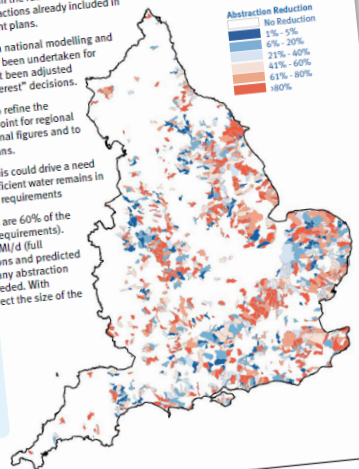 actions already included in
nt plans.
national modelling and
been undertaken for
t been adjusted
erest" decisions.
refine the
oint for regional
nal figures and to
ns.
is could drive a need
ficient water remains in
requirements
are 60% of the
equirements).
Ml/d (full
ons and predicted
any abstraction
eded. With
ect the size of the
Abstraction Reduction
No Reduction
1% - 5%
6% - 20%
21% - 40%
41% - 60%
61% - 80%
>80%